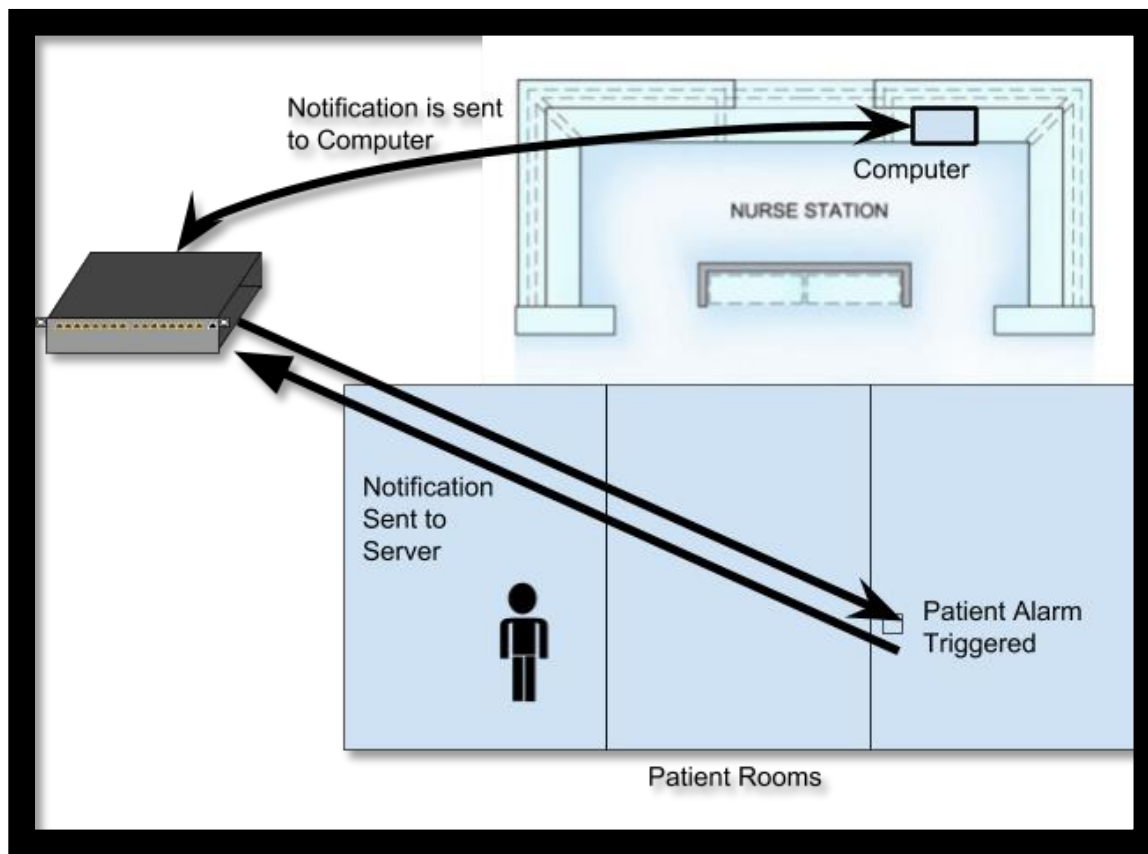 Notification is sent
to Computer
Computer
NURSE STATION
Notification
Sent to
Server
Patient Alarm
Triggered
Patient Rooms